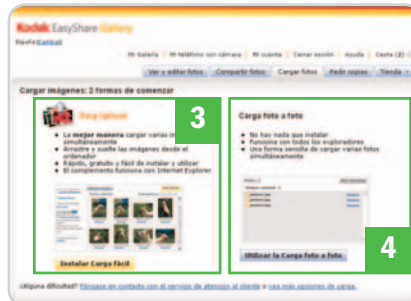 Kodak EasyShare Gallery
España (Cambiar)
Mi Galería | Mi teléfono con cámara | Mi cuenta | Cerrar sesión | Ayuda | Cesta (2)
Ver y editar fotos Compartir fotos Cargar fotos Pedir copias Tienda
Cargar imágenes: 2 formas de comenzar
3
Easy Upload
La mejor manera cargar varias
simultáneamente
Arrastre y suelte las imágenes desde el
ordenador
Rápido, gratuito y fácil de instalar y utilizar
El complemento funciona con Internet Explorer
Instalar Carga fácil
Carga foto a foto
No hay nada que instalar
Funciona con todos los exploradores
Una forma sencilla de cargar varias fotos
simultáneamente
Utilizar la Carga foto a foto
4
¿Alguna dificultad? Póngase en contacto con el servicio de atención al cliente o vea más opciones de carga.